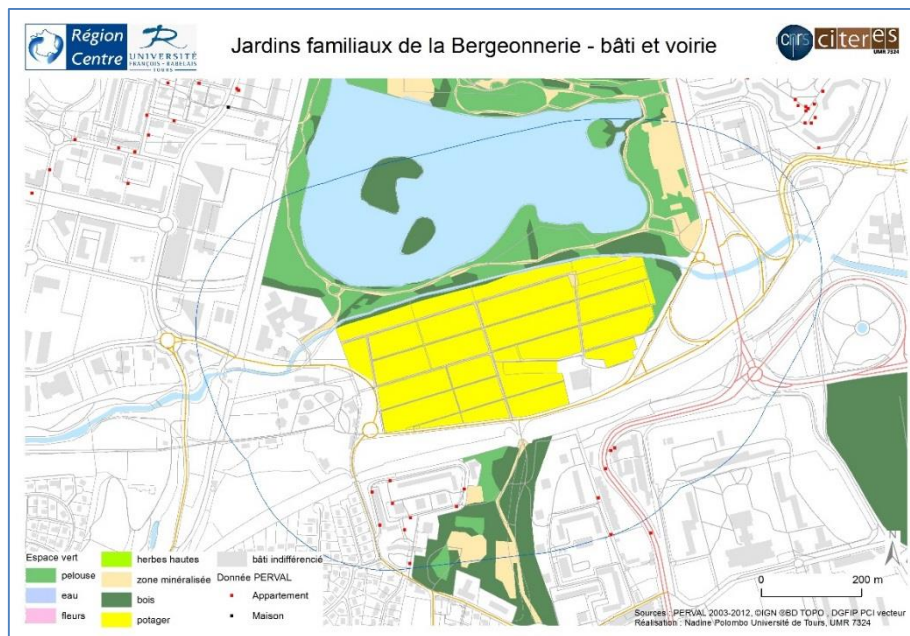 Région
Centre
UNIVERSITÉ
FRANÇOIS - RABELAIS
TOURS
Jardins familiaux de la Bergeonnerie - bâti et voirie
cnrs
citeres
UMR 7324
Espace vert
pelouse
eau
fleurs
herbes hautes
zone minéralisée
bois
potager
bâti indifférencié
Donnée PERVAL
Appartement
Maison
N
0 200 m
Sources : PERVAL 2003-2012, ©IGN ®BD TOPO , DGFIP PCI vecteur
Réalisation : Nadine Polombo Université de Tours, UMR 7324